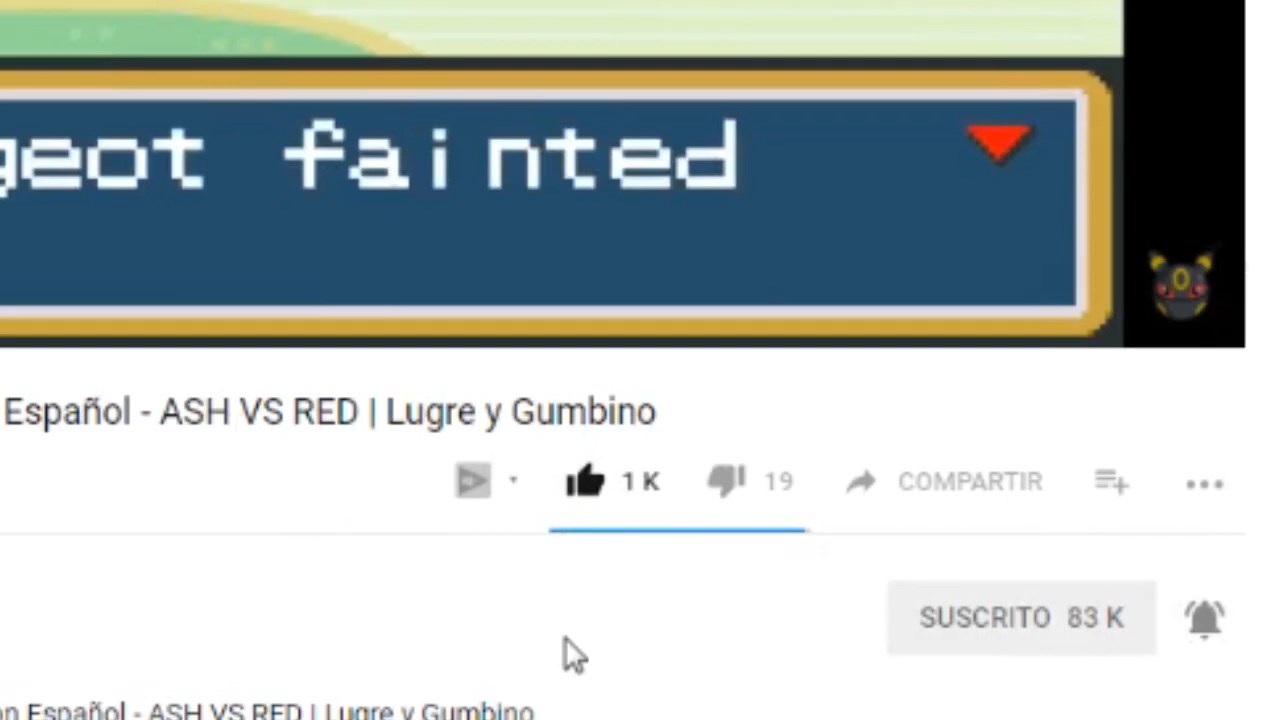 geot fainted
Español - ASH VS RED | Lugre y Gumbino
1 K 19 COMPARTIR
SUSCRITO 83 K
on Español - ASH VS RED | Lugre y Gumbino